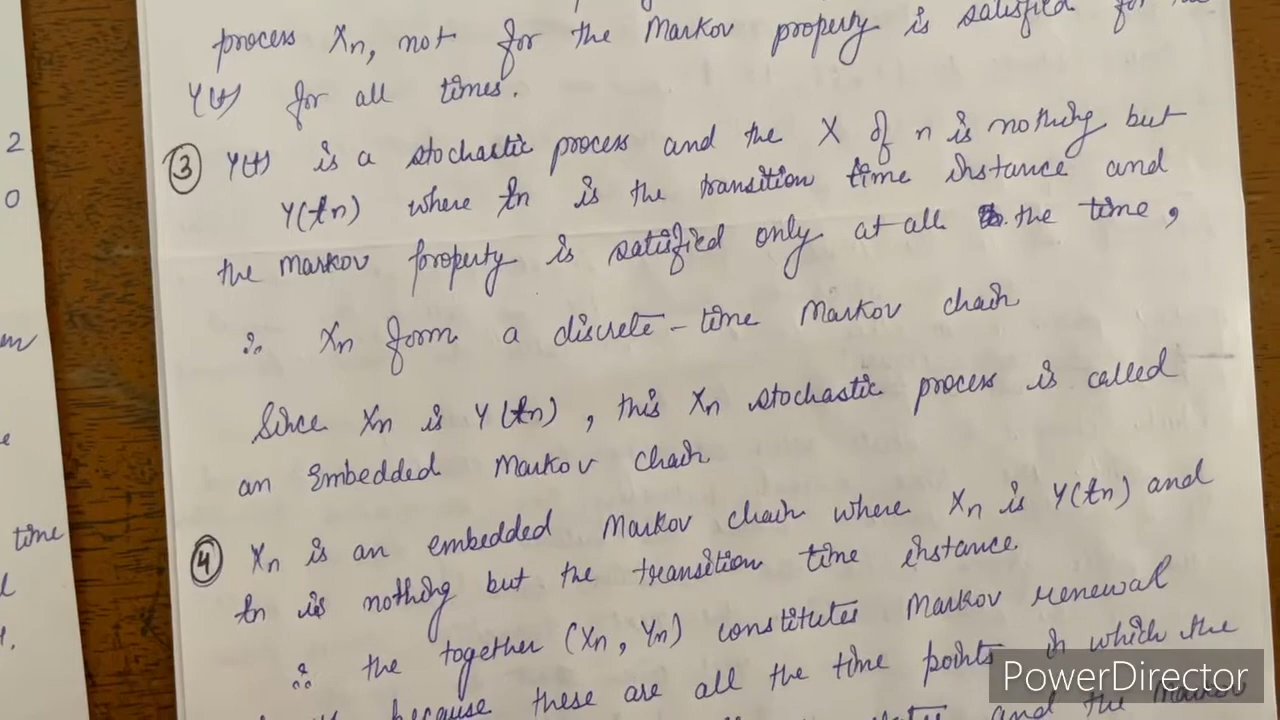 process Xn, not for the Markov property is satisfied for
Y(t) for all times.
③ Y(t) is a stochastic process and the X of n is nothing but
Y(tn) where tn is the transition time instance and
the Markov property is satisfied only at all the time,
∴ Xn form a discrete-time Markov chain
Since Xn is Y(tn), this Xn stochastic process is called
an Embedded Markov chain
④ Xn is an embedded Markov chain where Xn is Y(tn) and
tn is nothing but the transition time instance.
∴ the together (Xn, Yn) constitutes Markov renewal
because these are all the time points in which the
and the Markov
2
0
time
PowerDirector